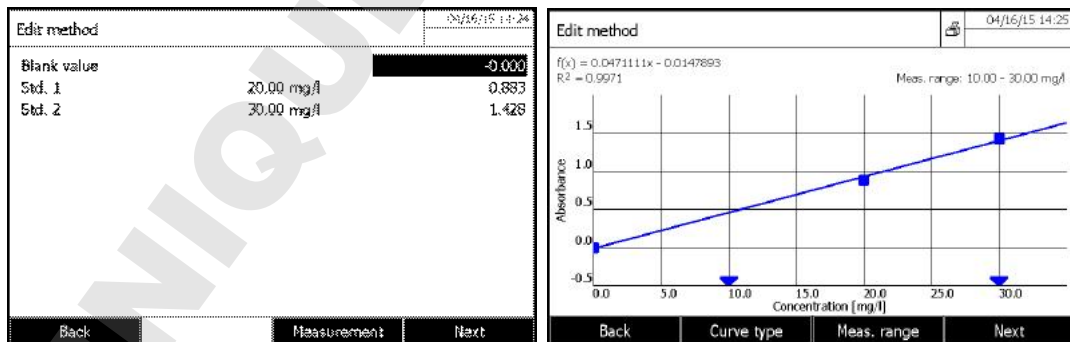 Edit method
04/16/15 14:24
Blank value -0.000
Std. 1 20.00 mg/l 0.883
Std. 2 30.00 mg/l 1.428
Back Measurement Next
Edit method
04/16/15 14:25
f(x) = 0.0471111x - 0.0147893
R² = 0.9971
Meas. range: 10.00 - 30.00 mg/l
Absorbance
1.5
1.0
0.5
0.0
-0.5
0.0 5.0 10.0 15.0 20.0 25.0 30.0
Concentration [mg/l]
Back Curve type Meas. range Next
NIQU